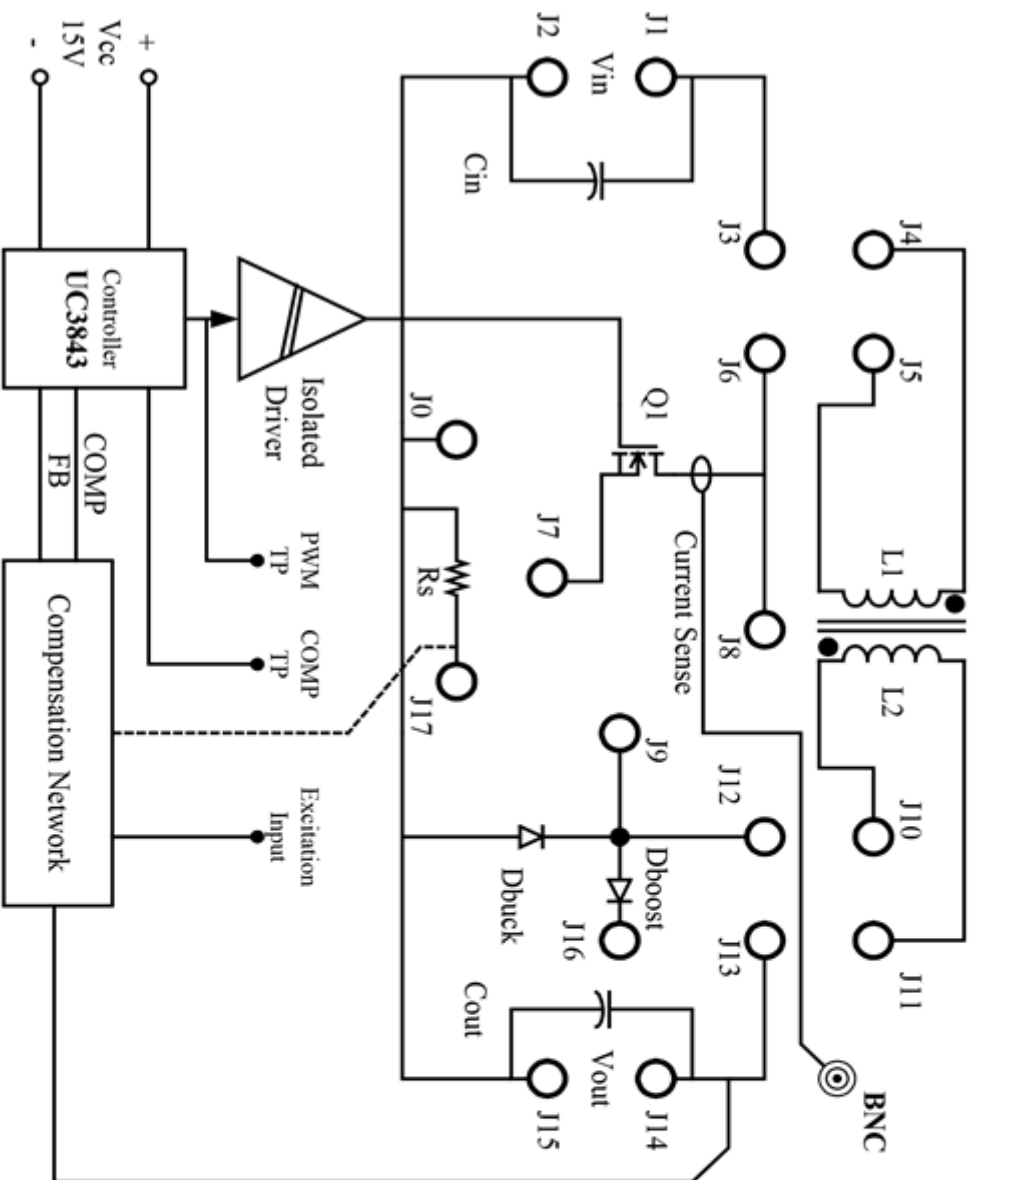 J4
J5
L1
L2
J10
J11
BNC
J3
J6
J8
J12
J13
J1
Vin
J2
Cin
Q1
J7
Current Sense
J9
Dboost
J16
Dbuck
J14
Vout
J15
Cout
J0
Rs
J17
Isolated
Driver
PWM
TP
COMP
TP
Excitation
Input
+
Vcc
15V
-
Controller
UC3843
COMP
FB
Compensation Network